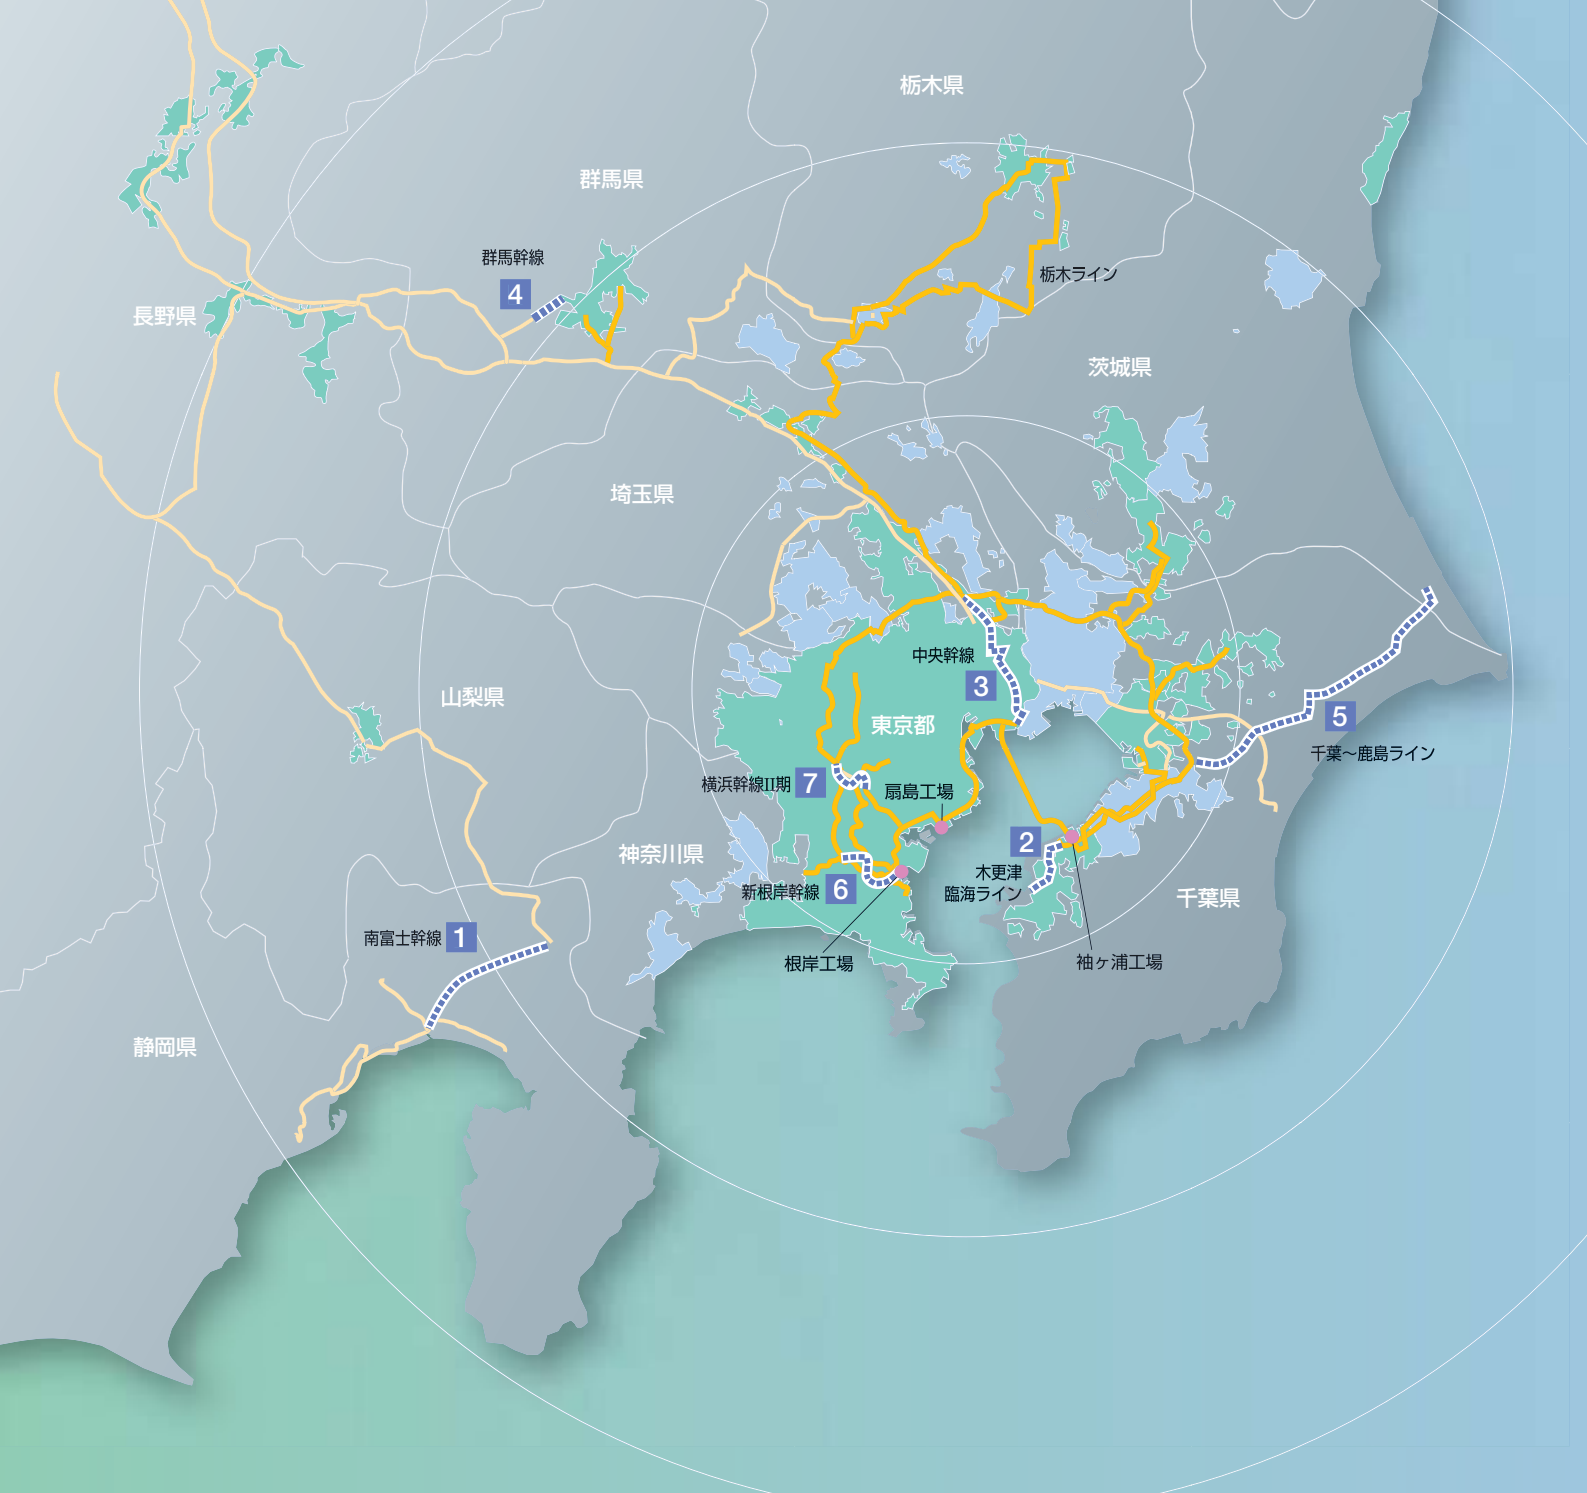 栃木県
群馬県
群馬幹線
4
栃木ライン
長野県
茨城県
埼玉県
中央幹線
3
山梨県
東京都
5
千葉〜鹿島ライン
横浜幹線II期
7
扇島工場
2
神奈川県
木更津
臨海ライン
新根岸幹線
6
千葉県
南富士幹線
1
根岸工場
袖ヶ浦工場
静岡県